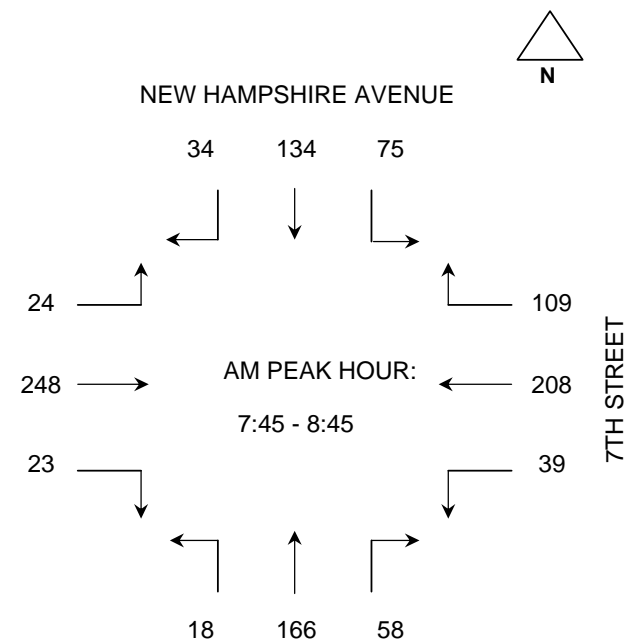 N
NEW HAMPSHIRE AVENUE
34 134 75
24 109
248 AM PEAK HOUR: 208
7:45 - 8:45
7TH STREET
23 39
18 166 58